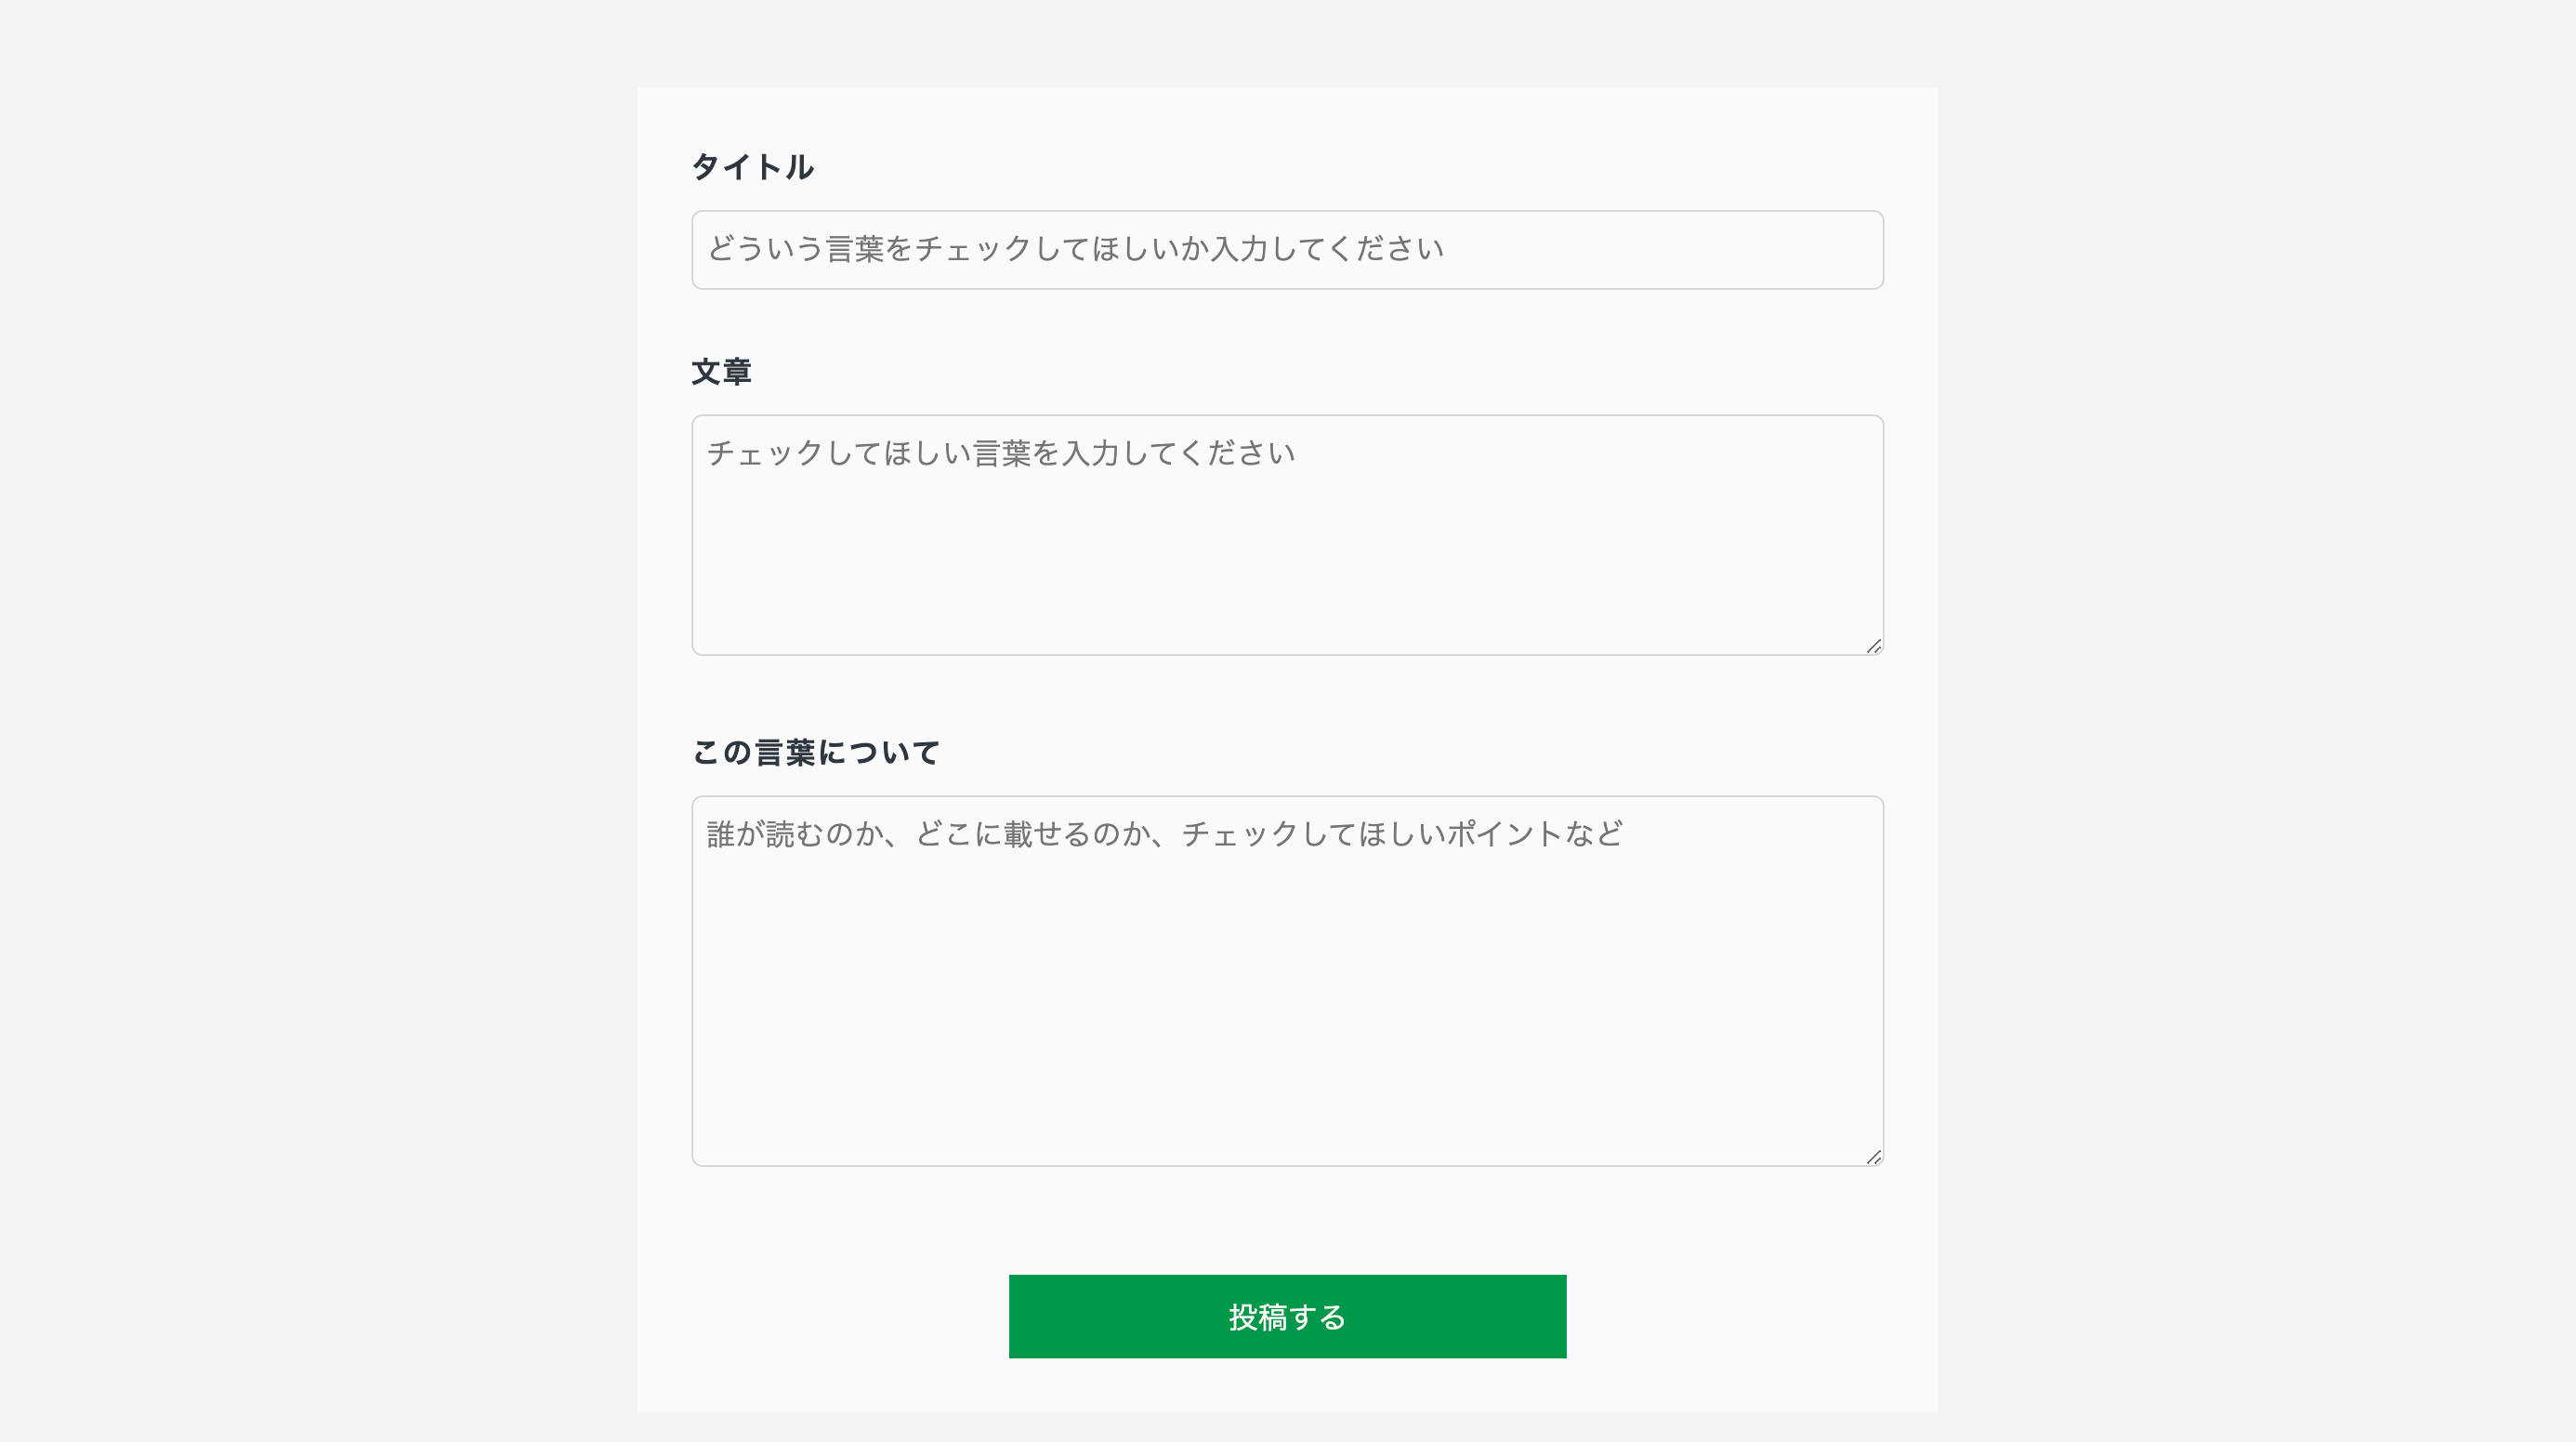 タイトル
どういう言葉をチェックしてほしいか入力してください
文章
チェックしてほしい言葉を入力してください
この言葉について
誰が読むのか、どこに載せるのか、チェックしてほしいポイントなど
投稿する